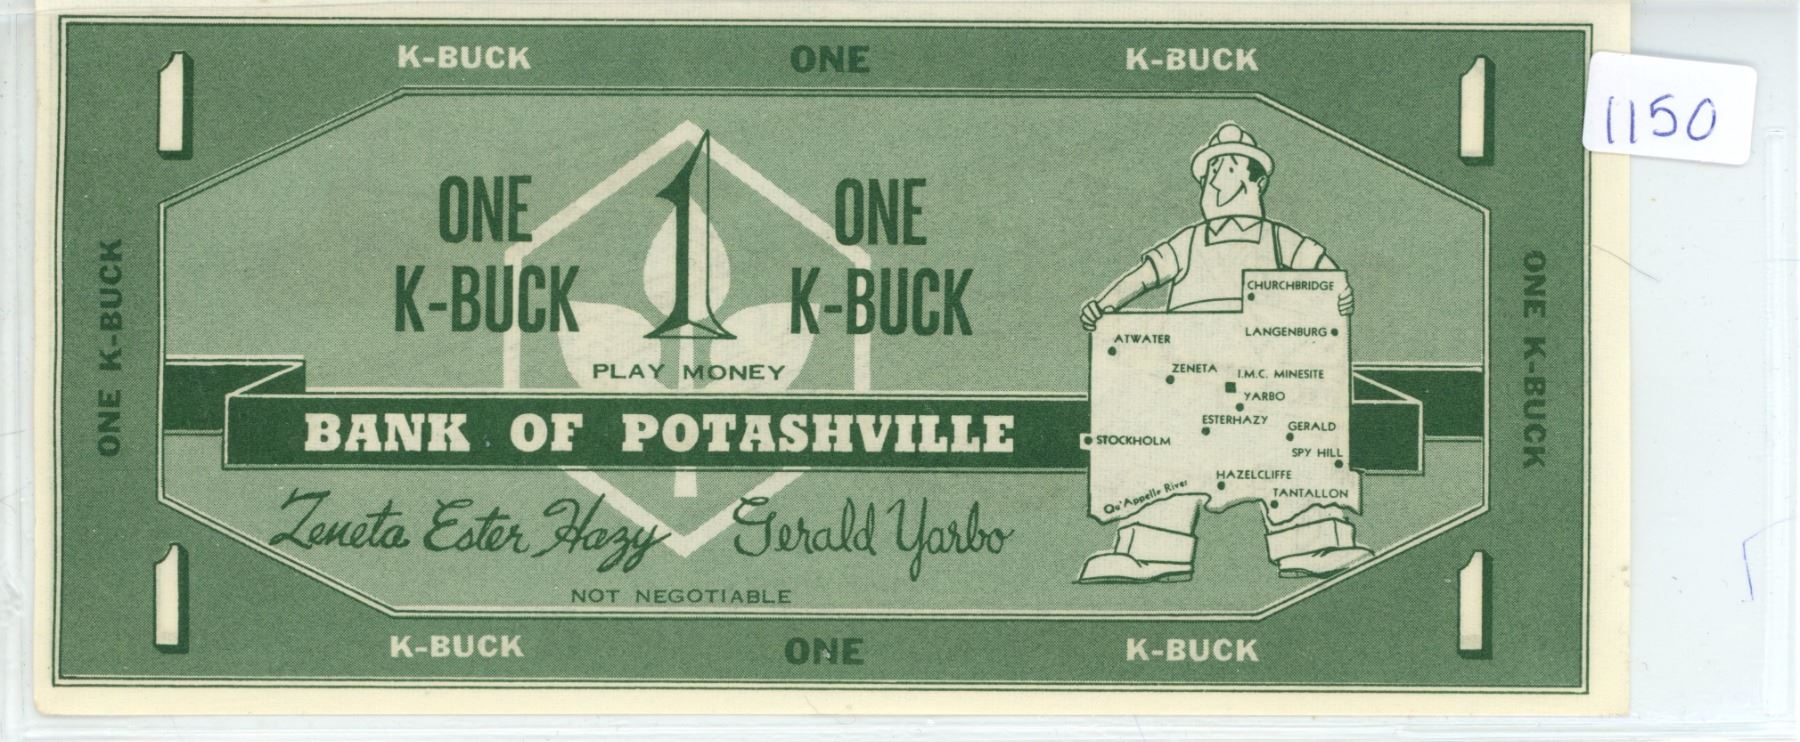 K-BUCK ONE K-BUCK
1 1
1150
ONE 1 ONE
K-BUCK K-BUCK
PLAY MONEY
BANK OF POTASHVILLE
Zeneta Ester Hazy Gerald Yarbo
NOT NEGOTIABLE
ONE K-BUCK
ONE K-BUCK
CHURCHBRIDGE
LANGENBURG
ATWATER
ZENETA
I.M.C. MINESITE
YARBO
ESTERHAZY
GERALD
STOCKHOLM
SPY HILL
HAZELCLIFFE
Qu'Appelle River
TANTALLON
1 1
K-BUCK ONE K-BUCK